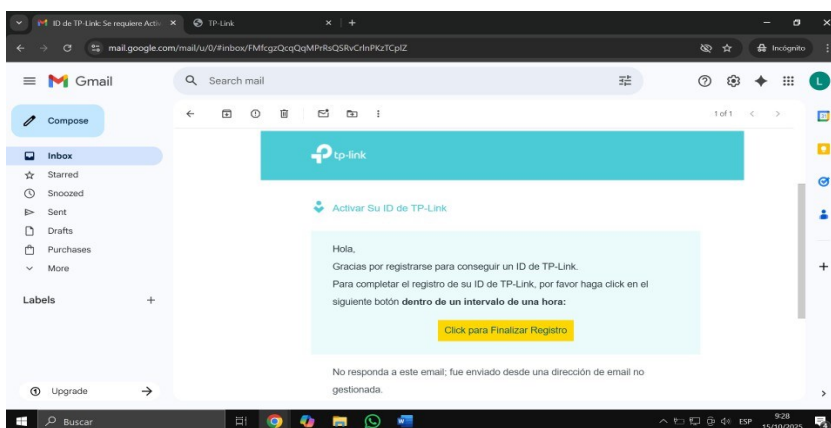 ID de TP-Link: Se requiere Activ
TP-Link
mail.google.com/mail/u/0/#inbox/FMfcgzQcqQqMPrRsQSRvCrlnPKzTCplZ
Incógnito
Gmail
Search mail
L
Compose
1 of 1
Inbox
Starred
Snoozed
Sent
Drafts
Purchases
More
Labels
Upgrade
tp-link
Activar Su ID de TP-Link
Hola,
Gracias por registrarse para conseguir un ID de TP-Link.
Para completar el registro de su ID de TP-Link, por favor haga click en el
siguiente botón dentro de un intervalo de una hora:
Click para Finalizar Registro
No responda a este email; fue enviado desde una dirección de email no
gestionada.
Buscar
ESP
9:28
15/10/2025